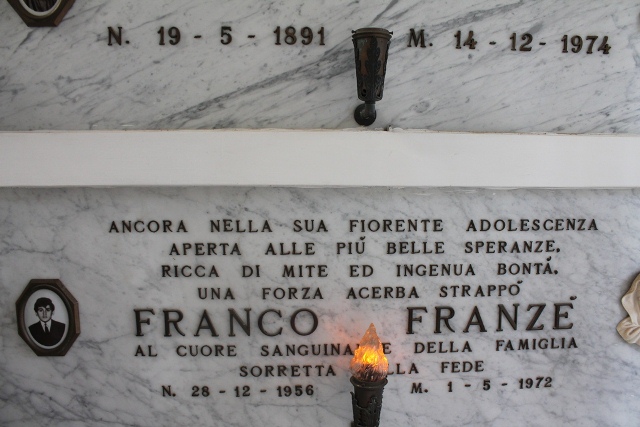 N. 19 - 5 - 1891 M. 14 - 12 - 1974
ANCORA NELLA SUA FIORENTE ADOLESCENZA
APERTA ALLE PIÙ BELLE SPERANZE.
RICCA DI MITE ED INGENUA BONTÀ.
UNA FORZA ACERBA STRAPPÒ
FRANCO FRANZÈ
AL CUORE SANGUINANTE DELLA FAMIGLIA
SORRETTA DALLA FEDE
N. 28 - 12 - 1956 M. 1 - 5 - 1972